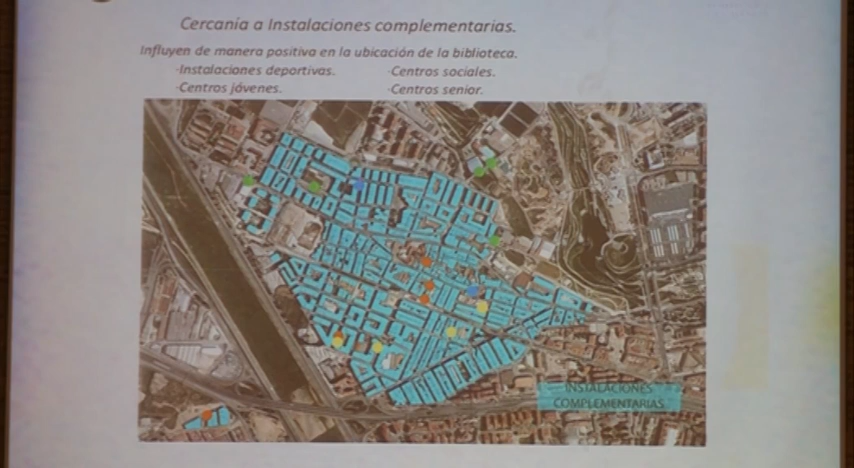 Cercanía a Instalaciones complementarias.
Influyen de manera positiva en la ubicación de la biblioteca.
·Instalaciones deportivas. ·Centros sociales.
·Centros jóvenes. ·Centros senior.
INSTALACIONES
COMPLEMENTARIAS